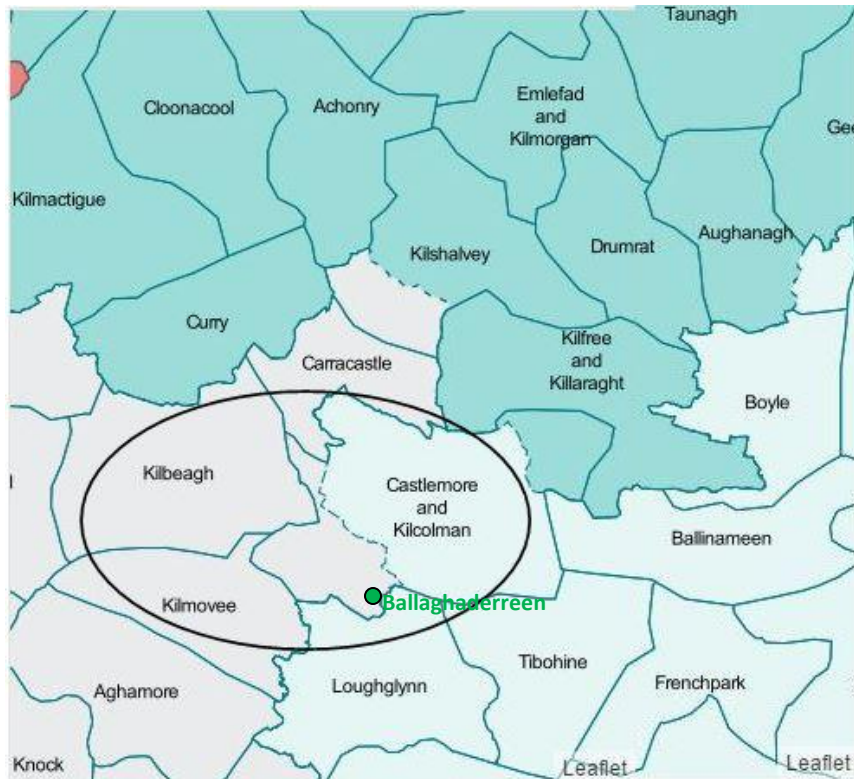 Taunagh
Cloonacool
Achonry
Emlefad
and
Kilmorgan
Gee
Kilmactigue
Kilshalvey
Drumrat
Aughanagh
Curry
Carracastle
Kilfree
and
Killaraght
Boyle
Kilbeagh
Castlemore
and
Kilcolman
Ballinameen
Kilmovee
Ballaghaderreen
Aghamore
Loughglynn
Tibohine
Frenchpark
Knock
Leaflet
Leaflet